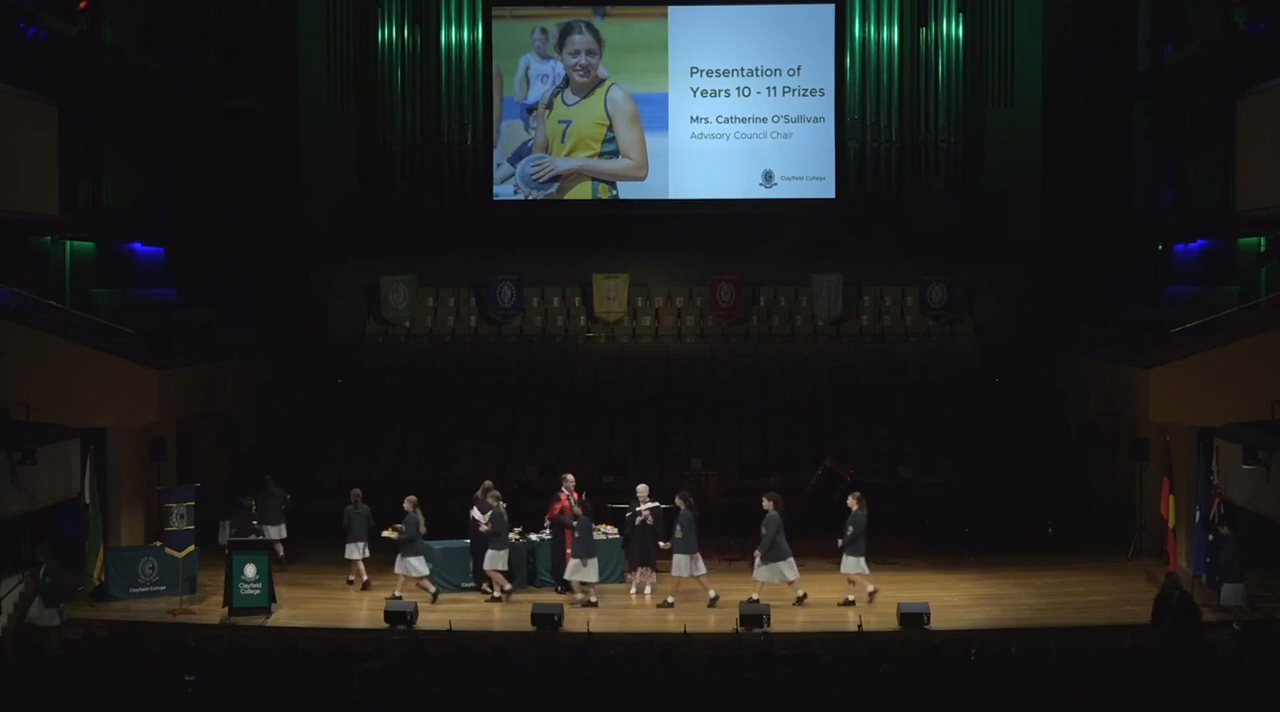 Presentation of
Years 10 - 11 Prizes
Mrs. Catherine O'Sullivan
Advisory Council Chair
Clayfield College
7
Clayfield
College
Clayfield College